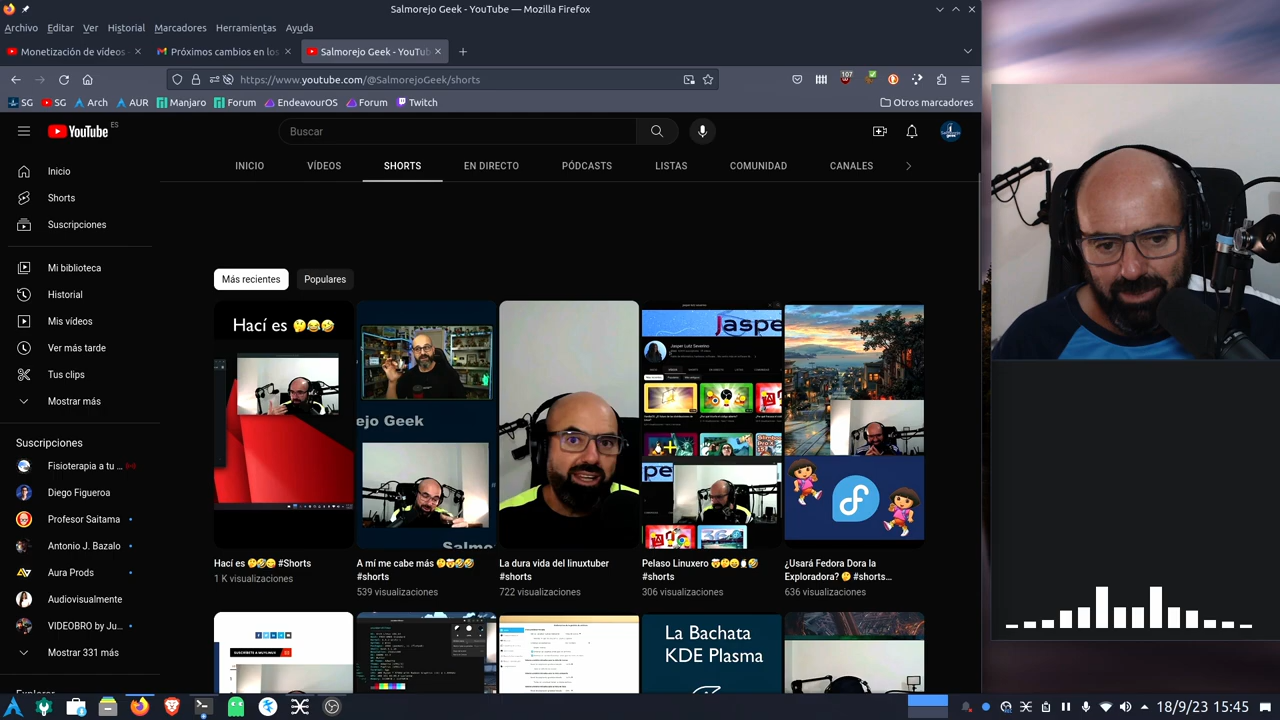 Salmorejo Geek - YouTube — Mozilla Firefox
Archivo Editar Ver Historial Marcadores Herramientas Ayuda
Monetización de vídeos
Próximos cambios en los
Salmorejo Geek - YouTub
https://www.youtube.com/@SalmorejoGeek/shorts
107
SG SG Arch AUR Manjaro Forum EndeavourOS Forum Twitch Otros marcadores
YouTube ES
Buscar
INICIO VÍDEOS SHORTS EN DIRECTO PÓDCASTS LISTAS COMUNIDAD CANALES
Inicio
Shorts
Suscripciones
Mi biblioteca
Historial
Mis vídeos
Ver más tarde
Tus clips
Mostrar más
Suscripciones
Fisioterapia a tu ...
Diana Figueroa
Profesor Saitama
Antonio J. Bazalo
Aura Prods
Audiovisualmente
VIDEOBRO by Ju...
Mostrar 331 más
Más recientes Populares
Hací es 🤔😂🤣
ejo Geek
Salmo
jaspe
Jasper Lutz Severino
pe
Hací es 🤔🤣😋 #Shorts
1 K visualizaciones
A mí me cabe más 🤔🤯🤣🤣
#shorts
539 visualizaciones
La dura vida del linuxtuber
#shorts
722 visualizaciones
Pelaso Linuxero
#shorts
306 visualizaciones
¿Usará Fedora Dora la
Exploradora? 🤔 #shorts...
636 visualizaciones
La Bachata
KDE Plasma
18/9/23 15:45